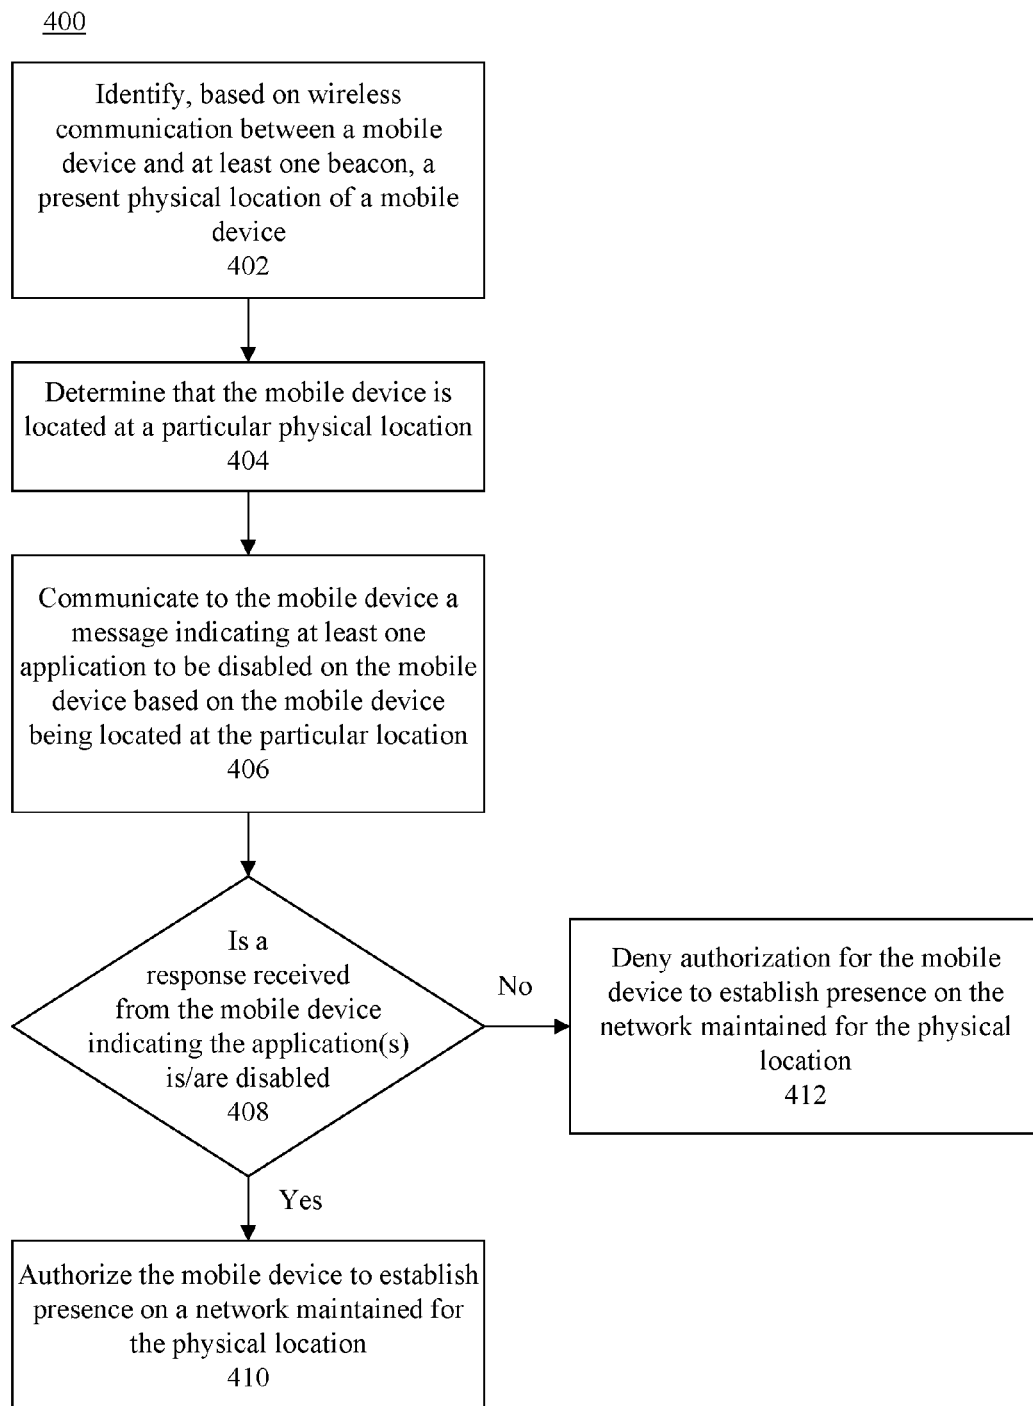 400
Identify, based on wireless
communication between a mobile
device and at least one beacon, a
present physical location of a mobile
device
402
Determine that the mobile device is
located at a particular physical location
404
Communicate to the mobile device a
message indicating at least one
application to be disabled on the mobile
device based on the mobile device
being located at the particular location
406
Is a
response received
from the mobile device
indicating the application(s)
is/are disabled
408
No
Deny authorization for the mobile
device to establish presence on the
network maintained for the physical
location
412
Yes
Authorize the mobile device to establish
presence on a network maintained for
the physical location
410